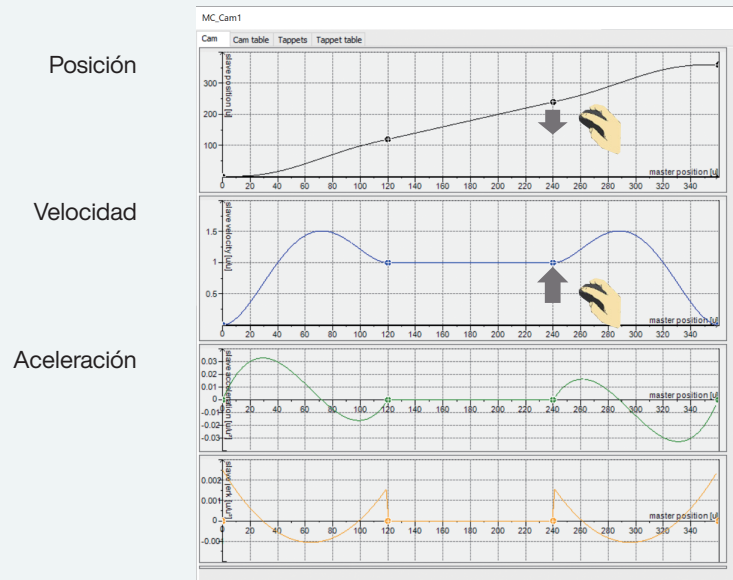 MC_Cam1
Cam Cam table Tappets Tappet table
Posición
slave position [u]
300
200
100
master position [u]
0 20 40 60 80 100 120 140 160 180 200 220 240 260 280 300 320 340
Velocidad
slave velocity [u/u]
1.5
1
0.5
master position [u]
0 20 40 60 80 100 120 140 160 180 200 220 240 260 280 300 320 340
Aceleración
slave acceleration [u/u²]
0.03
0.02
0.01
0
-0.01
-0.02
-0.03
master position [u]
0 20 40 60 80 100 120 140 160 180 200 220 240 260 280 300 320 340
slave jerk [u/u³]
0.002
0.001
0
-0.00
master position [u]
0 20 40 60 80 100 120 140 160 180 200 220 240 260 280 300 320 340